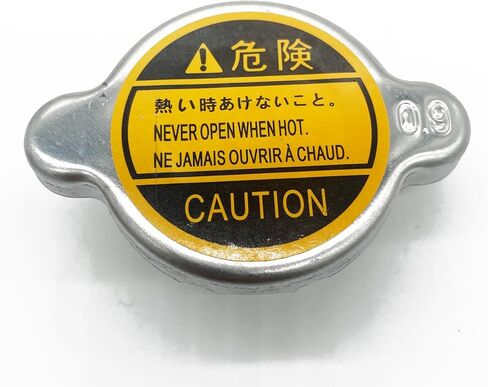 危険
熱い時あけないこと。
NEVER OPEN WHEN HOT.
NE JAMAIS OUVRIR À CHAUD.
CAUTION
0.9